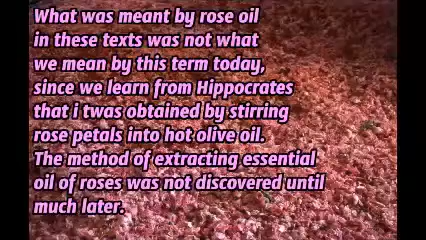 What was meant by rose oil
in these texts was not what
we mean by this term today,
since we learn from Hippocrates
that i twas obtained by stirring
rose petals into hot olive oil.
The method of extracting essential
oil of roses was not discovered until
much later.